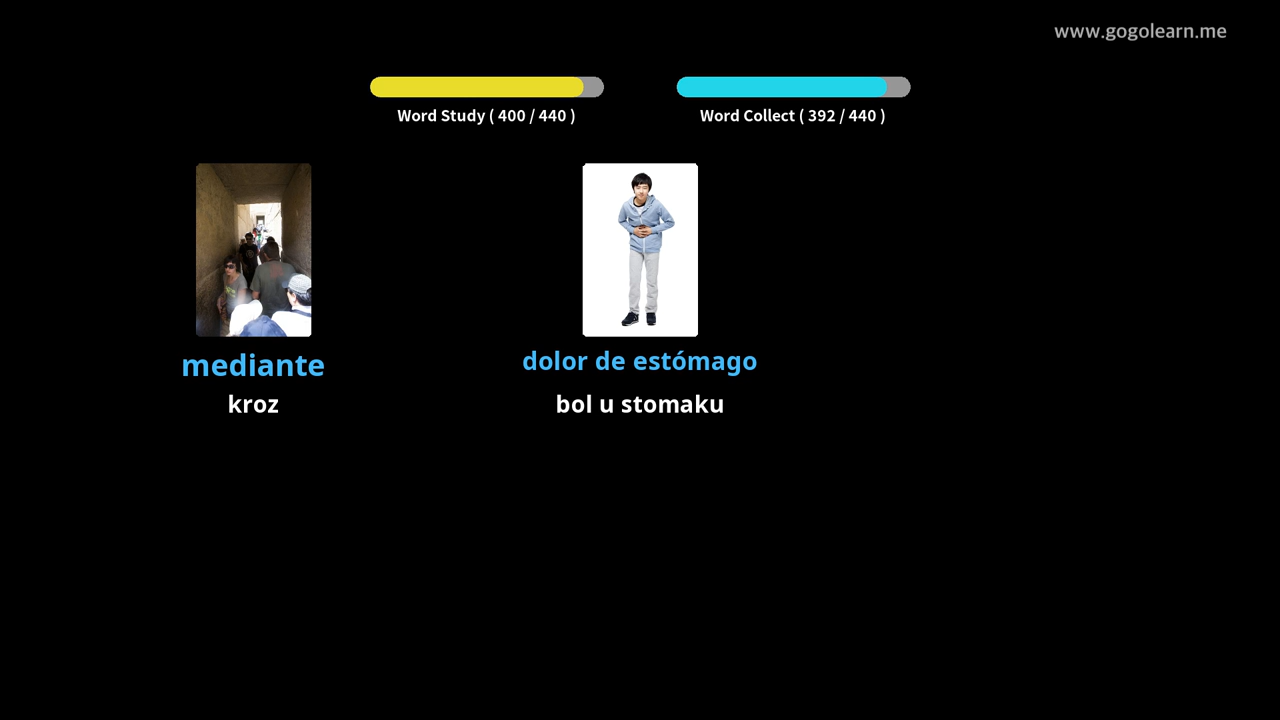 www.gogolearn.me
Word Study ( 400 / 440 )
Word Collect ( 392 / 440 )
mediante
kroz
dolor de estómago
bol u stomaku